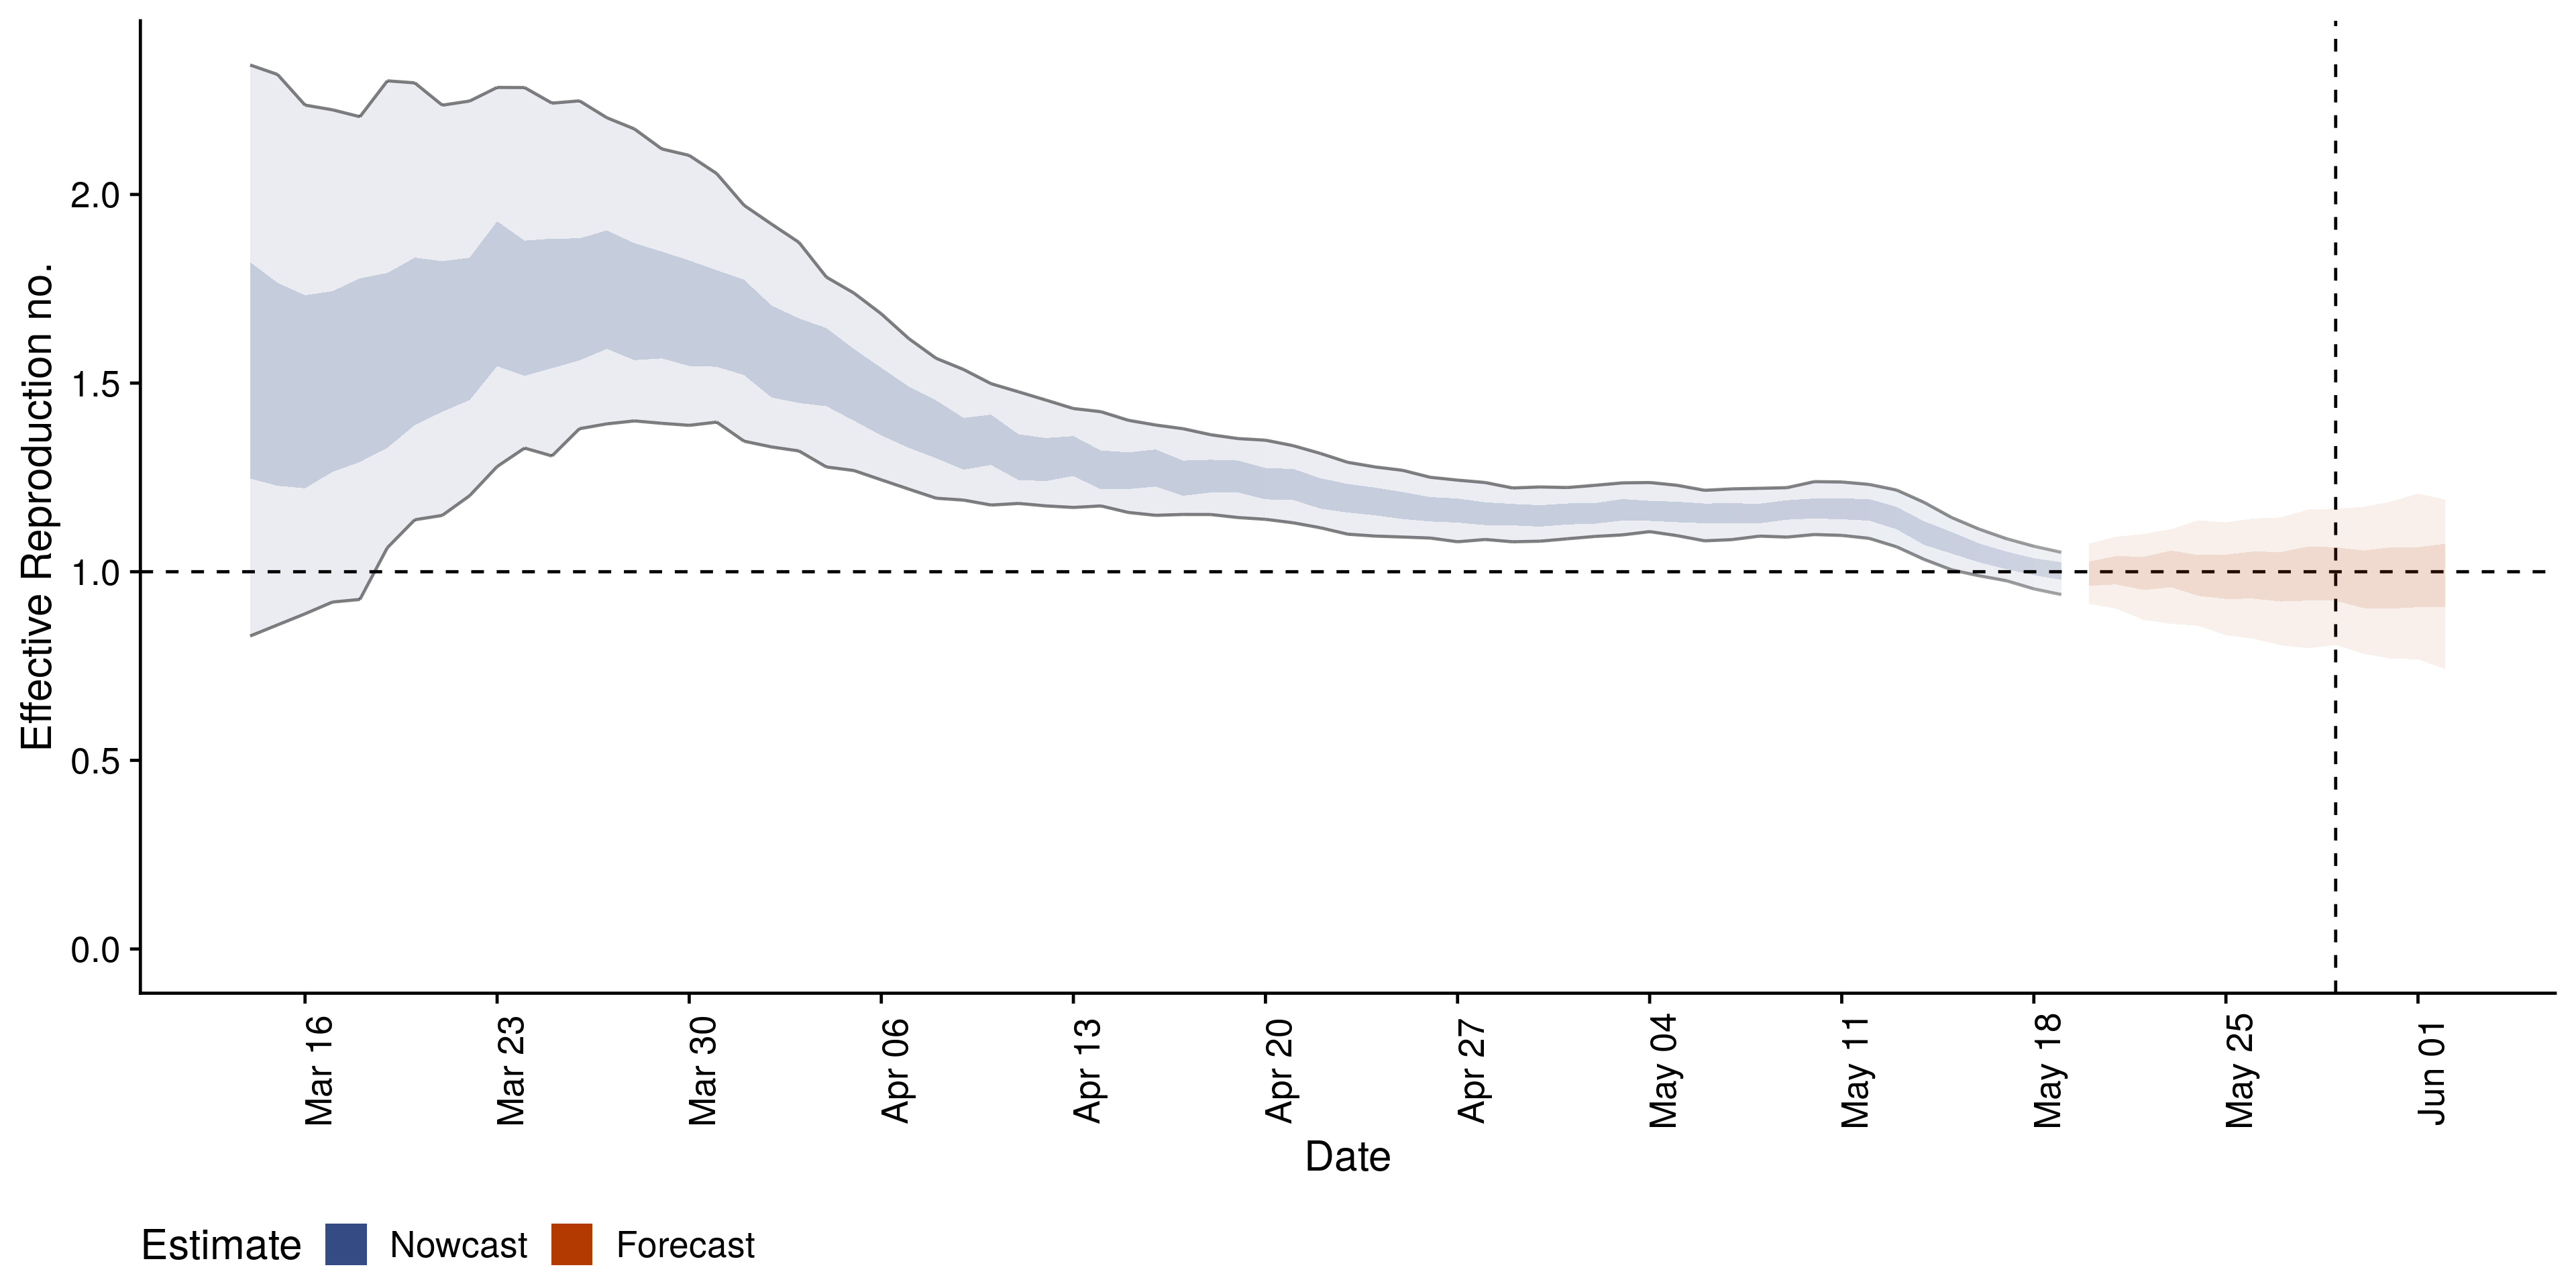 Effective Reproduction no.
2.0
1.5
1.0
0.5
0.0
Mar 16
Mar 23
Mar 30
Apr 06
Apr 13
Apr 20
Apr 27
May 04
May 11
May 18
May 25
Jun 01
Date
Estimate Nowcast Forecast